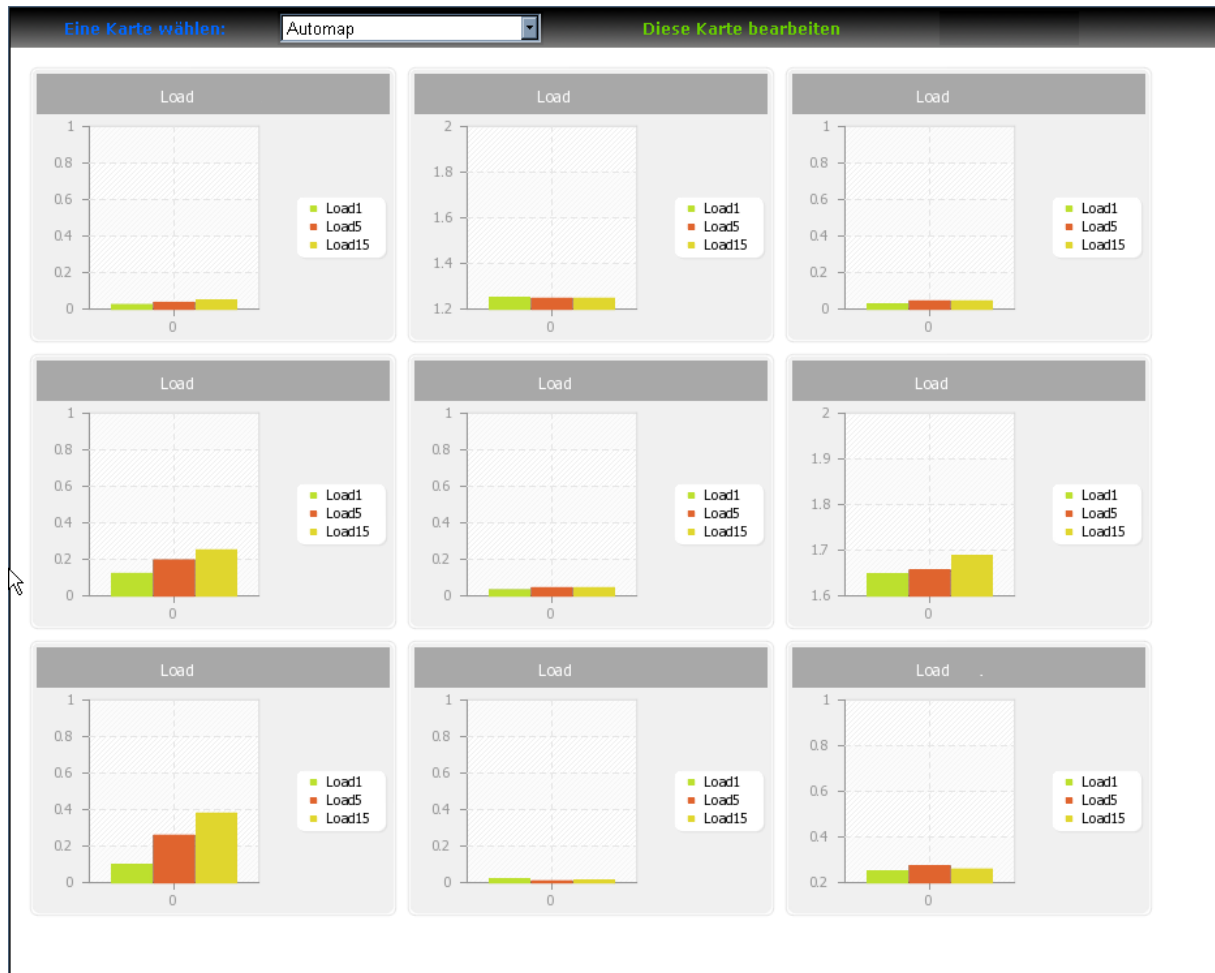 Eine Karte wählen: Automap Diese Karte bearbeiten
Load
1
0.8
0.6
0.4
0.2
0
0
Load1
Load5
Load15
Load
2
1.8
1.6
1.4
1.2
0
Load1
Load5
Load15
Load
1
0.8
0.6
0.4
0.2
0
0
Load1
Load5
Load15
Load
1
0.8
0.6
0.4
0.2
0
0
Load1
Load5
Load15
Load
1
0.8
0.6
0.4
0.2
0
0
Load1
Load5
Load15
Load
2
1.9
1.8
1.7
1.6
0
Load1
Load5
Load15
Load
1
0.8
0.6
0.4
0.2
0
0
Load1
Load5
Load15
Load
1
0.8
0.6
0.4
0.2
0
0
Load1
Load5
Load15
Load .
1
0.8
0.6
0.4
0.2
0
Load1
Load5
Load15